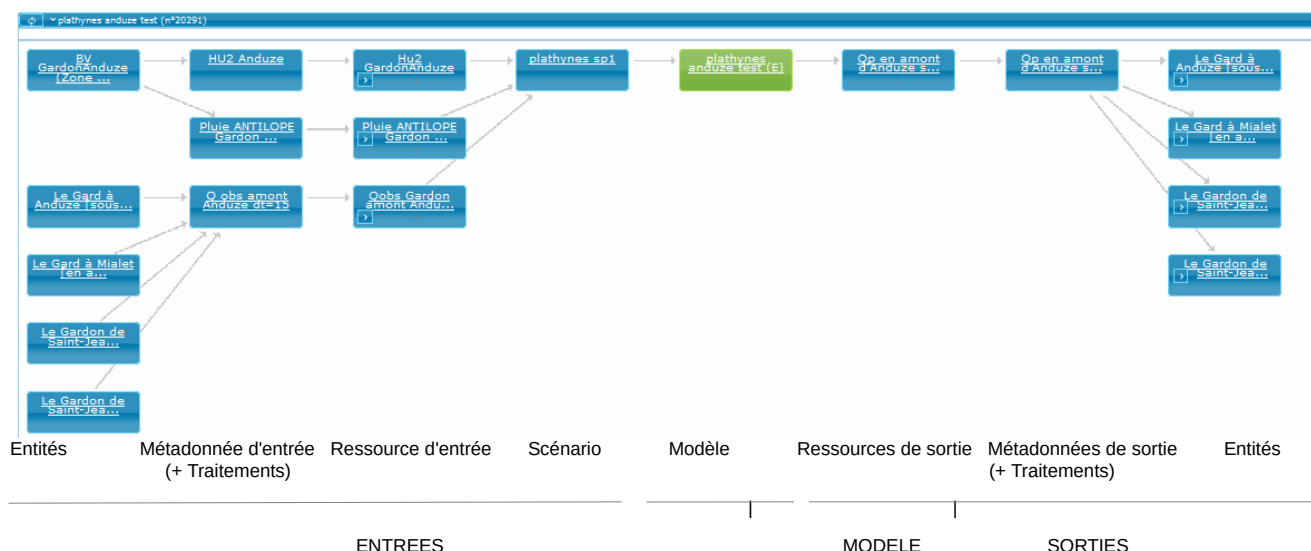 plathynes anduze test (n°20291)
BV
GardonAnduze
(Zone ...
HU2 Anduze
Hu2
GardonAnduze
plathynes sp1
plathynes
anduze test (E)
Qp en amont
d'Anduze s...
Qp en amont
d'Anduze s...
Le Gard à
Anduze [sous...
Pluie ANTILOPE
Gardon ...
Pluie ANTILOPE
Gardon ...
Le Gard à Mialet
[en a...
Le Gard à
Anduze [sous...
Q obs amont
Anduze dt=15
Qobs Gardon
amont Andu...
Le Gardon de
Saint-Jea...
Le Gard à Mialet
[en a...
Le Gardon de
Saint-Jea...
Le Gardon de
Saint-Jea...
Le Gardon de
Saint-Jea...
Entités
Métadonnée d'entrée
(+ Traitements)
Ressource d'entrée
Scénario
Modèle
Ressources de sortie
Métadonnées de sortie
(+ Traitements)
Entités
ENTREES
MODELE
SORTIES